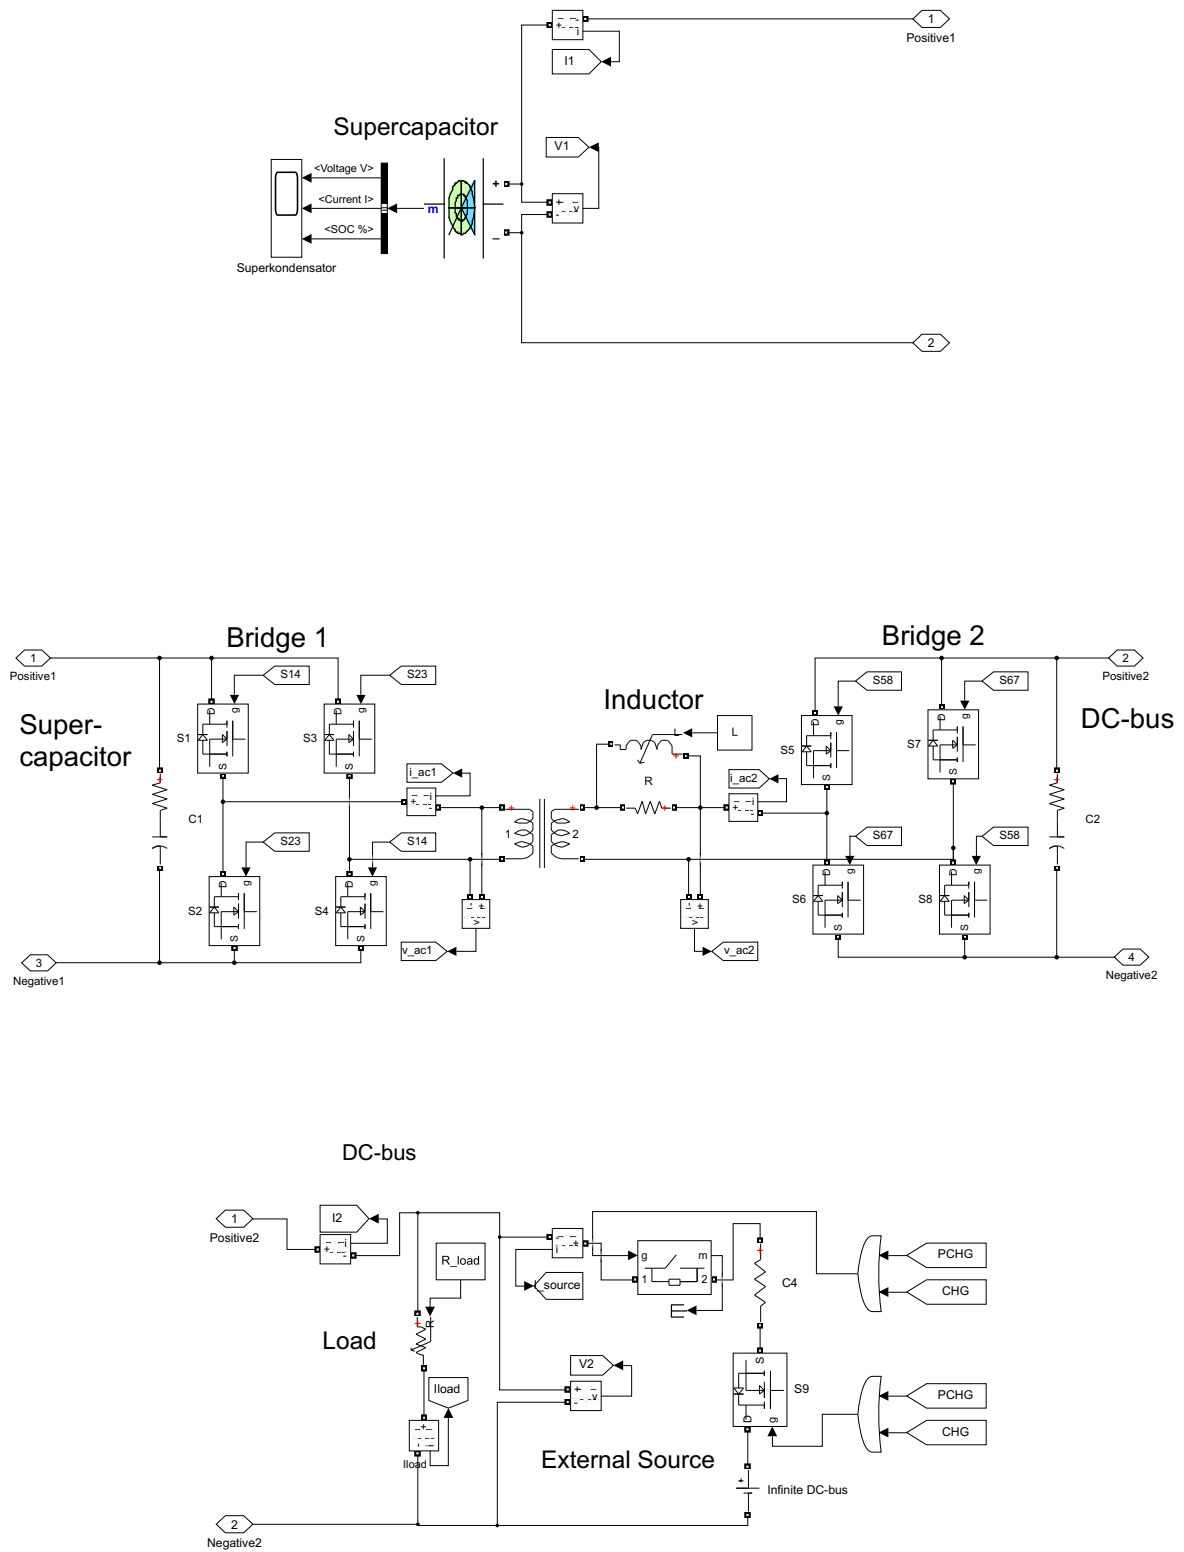 1
Positive1
+ -
i
I1
Supercapacitor
V1
<Voltage V>
<Current I>
<SOC %>
m
+
+
-
v
–
Superkondensator
2
Bridge 1
Bridge 2
1
Positive1
S14
S23
S58
S67
2
Positive2
Super-
capacitor
Inductor
DC-bus
D
g
S1
S
D
g
S3
S
L
L
+
D
g
S5
S
D
g
S7
S
i_ac1
R
i_ac2
+
+
i
-
+
+
+
+
i
-
+
C1
1
2
C2
S23
S14
S67
S58
D
g
S2
S
D
g
S4
S
D
g
S6
S
D
g
S8
S
- +
v
- +
v
v_ac1
v_ac2
3
Negative1
4
Negative2
DC-bus
1
Positive2
I2
+
i
-
R_load
-
i
+
g
m
1
2
+
C4
PCHG
CHG
_source
+
R
Load
V2
+
-
v
S
S9
D
g
Iload
PCHG
CHG
+
-
i
Iload
External Source
+
Infinite DC-bus
2
Negative2